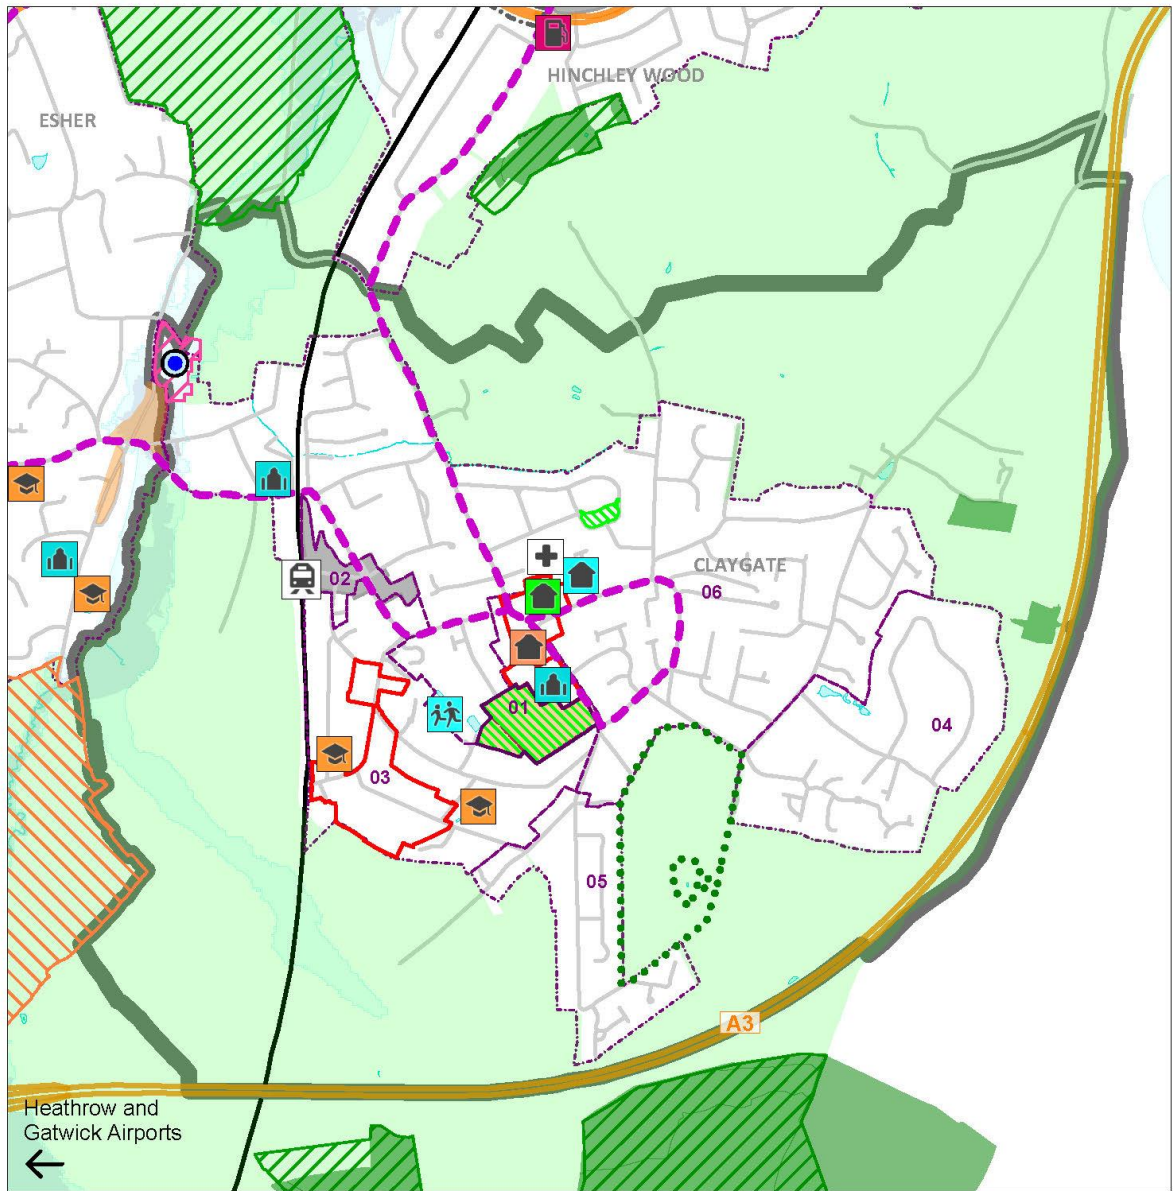 HINCHLEY WOOD
ESHER
CLAYGATE
02
06
01
04
03
05
A3
Heathrow and
Gatwick Airports